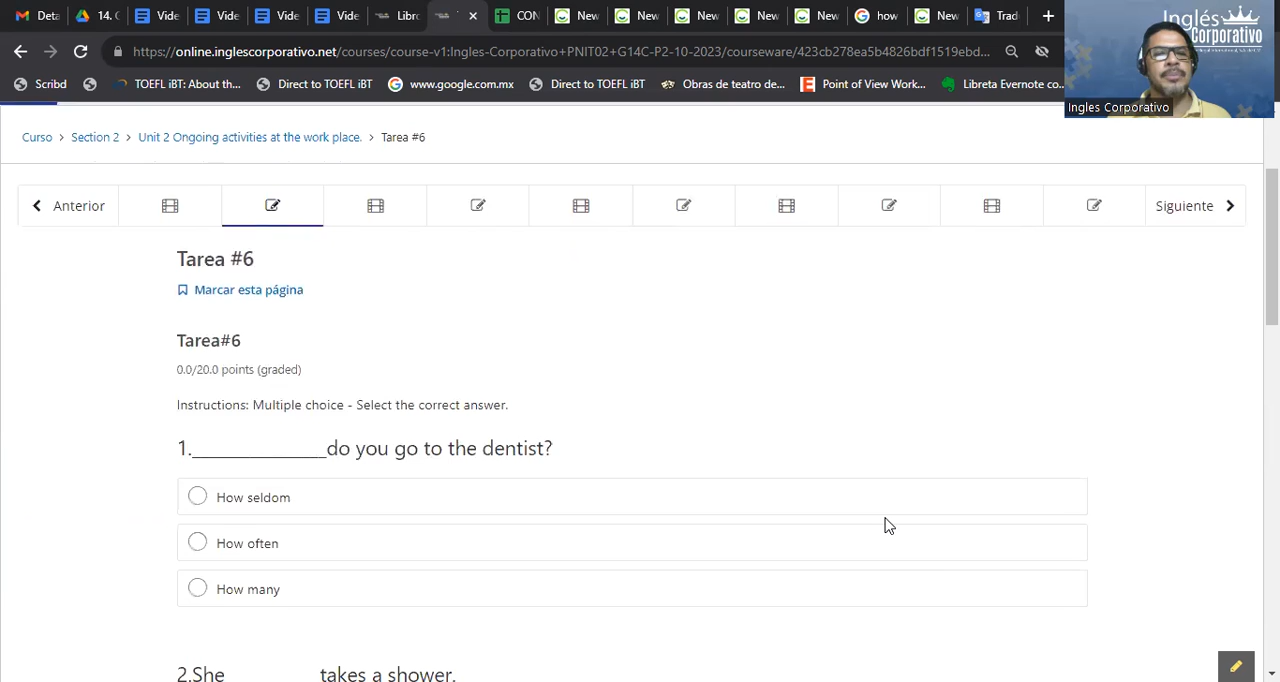 Deta
14. C
Vide
Vide
Vide
Vide
Libro
CON
New
New
New
New
New
how
New
Trad
https://online.inglescorporativo.net/courses/course-v1:Ingles-Corporativo+PNIT02+G14C-P2-10-2023/courseware/423cb278ea5b4826bdf1519ebd...
Scribd
TOEFL iBT: About th...
Direct to TOEFL iBT
www.google.com.mx
Direct to TOEFL iBT
Obras de teatro de...
Point of View Work...
Libreta Evernote co...
Inglés
Corporativo
Ingles Corporativo
Curso > Section 2 > Unit 2 Ongoing activities at the work place. > Tarea #6
Anterior
Siguiente
Tarea #6
Marcar esta página
Tarea#6
0.0/20.0 points (graded)
Instructions: Multiple choice - Select the correct answer.
1.______________do you go to the dentist?
How seldom
How often
How many
2.She ________ takes a shower.